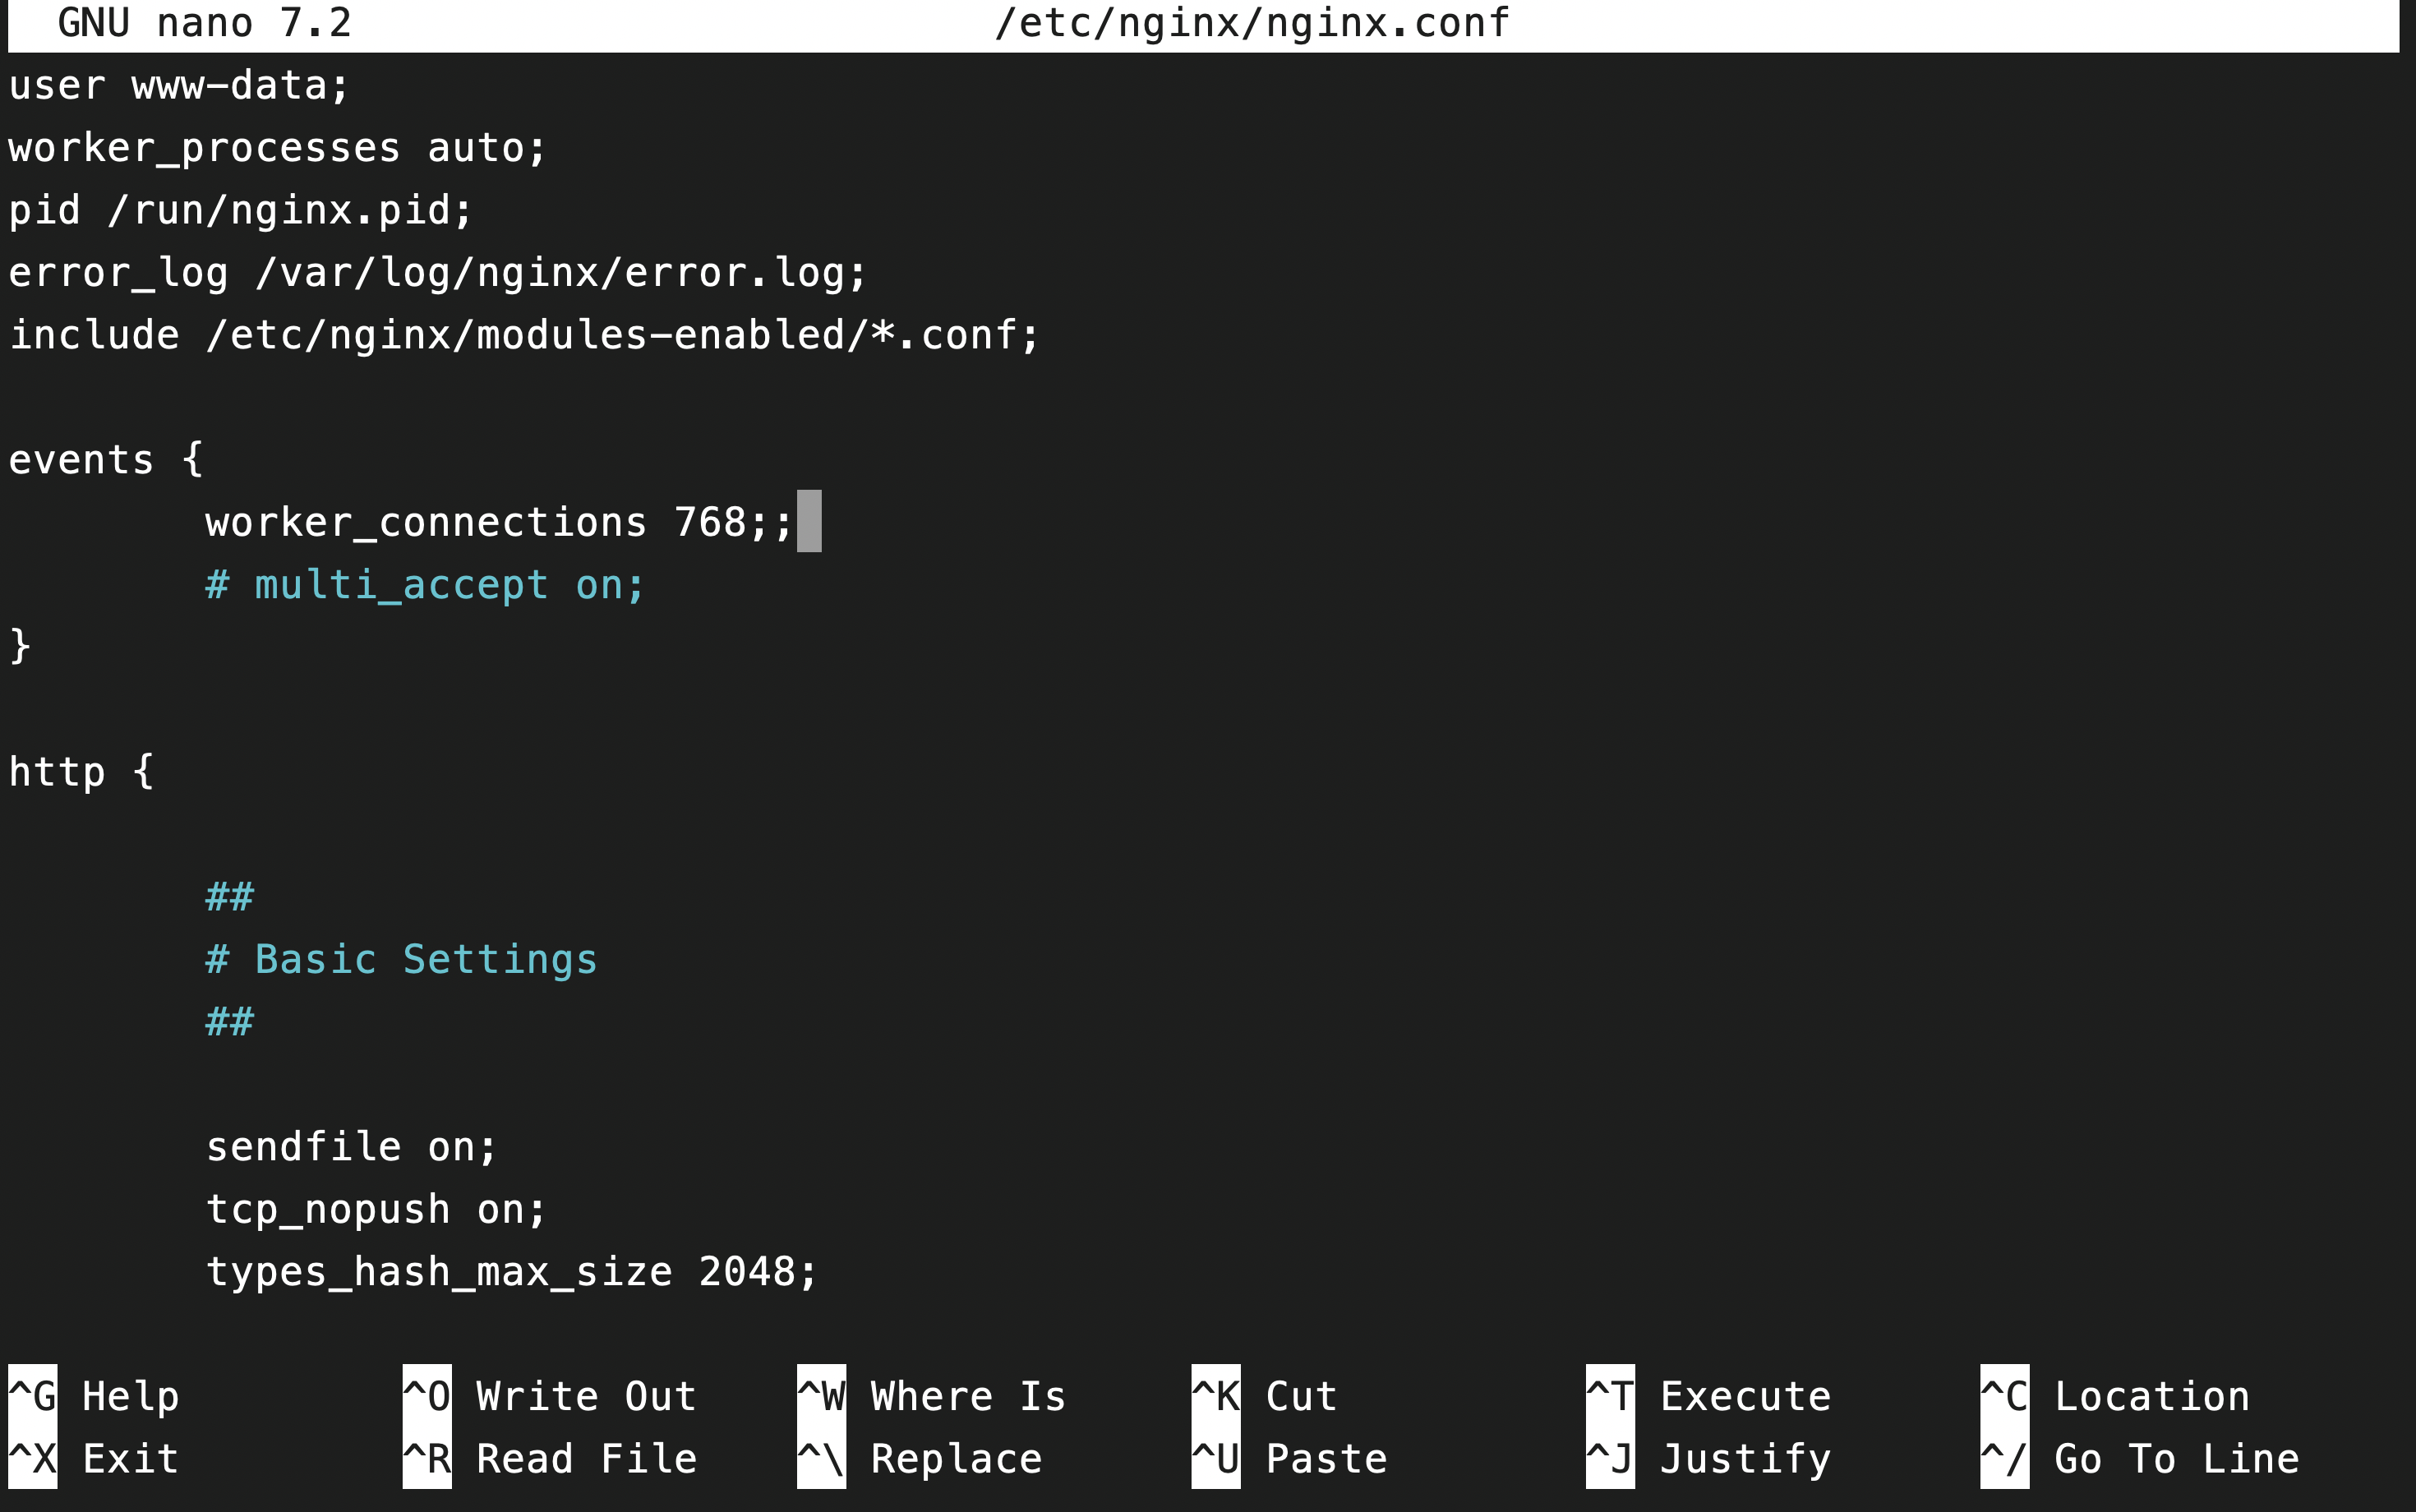 GNU nano 7.2 /etc/nginx/nginx.conf
user www-data;
worker_processes auto;
pid /run/nginx.pid;
error_log /var/log/nginx/error.log;
include /etc/nginx/modules-enabled/*.conf;
events {
worker_connections 768;;
# multi_accept on;
}
http {
##
# Basic Settings
##
sendfile on;
tcp_nopush on;
types_hash_max_size 2048;
^G Help ^O Write Out ^W Where Is ^K Cut ^T Execute ^C Location
^X Exit ^R Read File ^\ Replace ^U Paste ^J Justify ^/ Go To Line